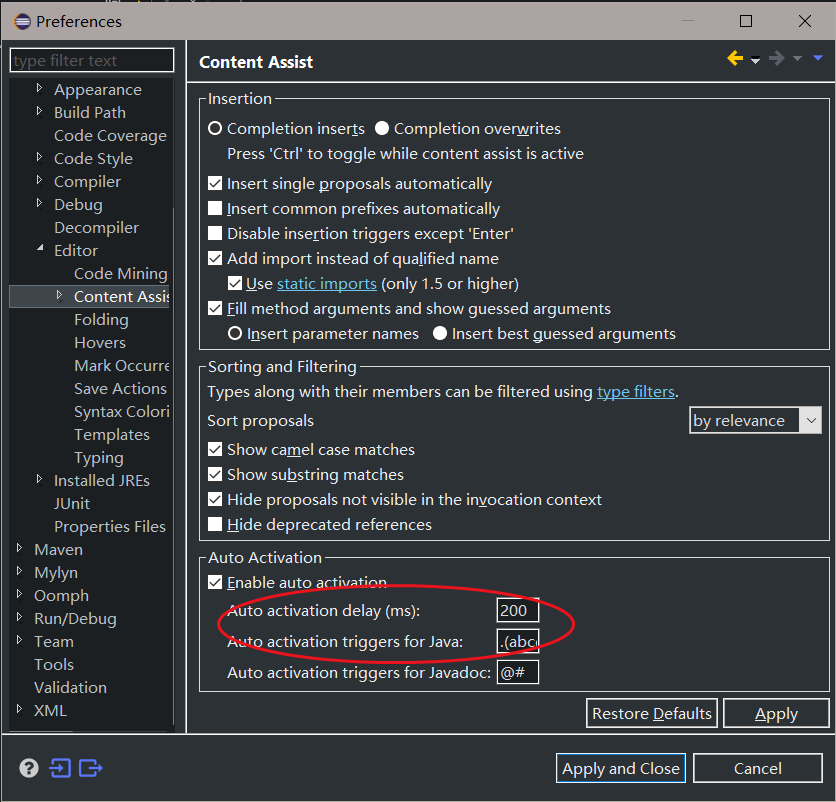 Preferences
type filter text
Appearance
Build Path
Code Coverage
Code Style
Compiler
Debug
Decompiler
Editor
Code Mining
Content Assis
Folding
Hovers
Mark Occurre
Save Actions
Syntax Colori
Templates
Typing
Installed JREs
JUnit
Properties Files
Maven
Mylyn
Oomph
Run/Debug
Team
Tools
Validation
XML
Content Assist
Insertion
Completion inserts Completion overwrites
Press 'Ctrl' to toggle while content assist is active
Insert single proposals automatically
Insert common prefixes automatically
Disable insertion triggers except 'Enter'
Add import instead of qualified name
Use static imports (only 1.5 or higher)
Fill method arguments and show guessed arguments
Insert parameter names Insert best guessed arguments
Sorting and Filtering
Types along with their members can be filtered using type filters.
Sort proposals by relevance
Show camel case matches
Show substring matches
Hide proposals not visible in the invocation context
Hide deprecated references
Auto Activation
Enable auto activation
Auto activation delay (ms): 200
Auto activation triggers for Java: .(abc
Auto activation triggers for Javadoc: @#
Restore Defaults Apply
? Apply and Close Cancel